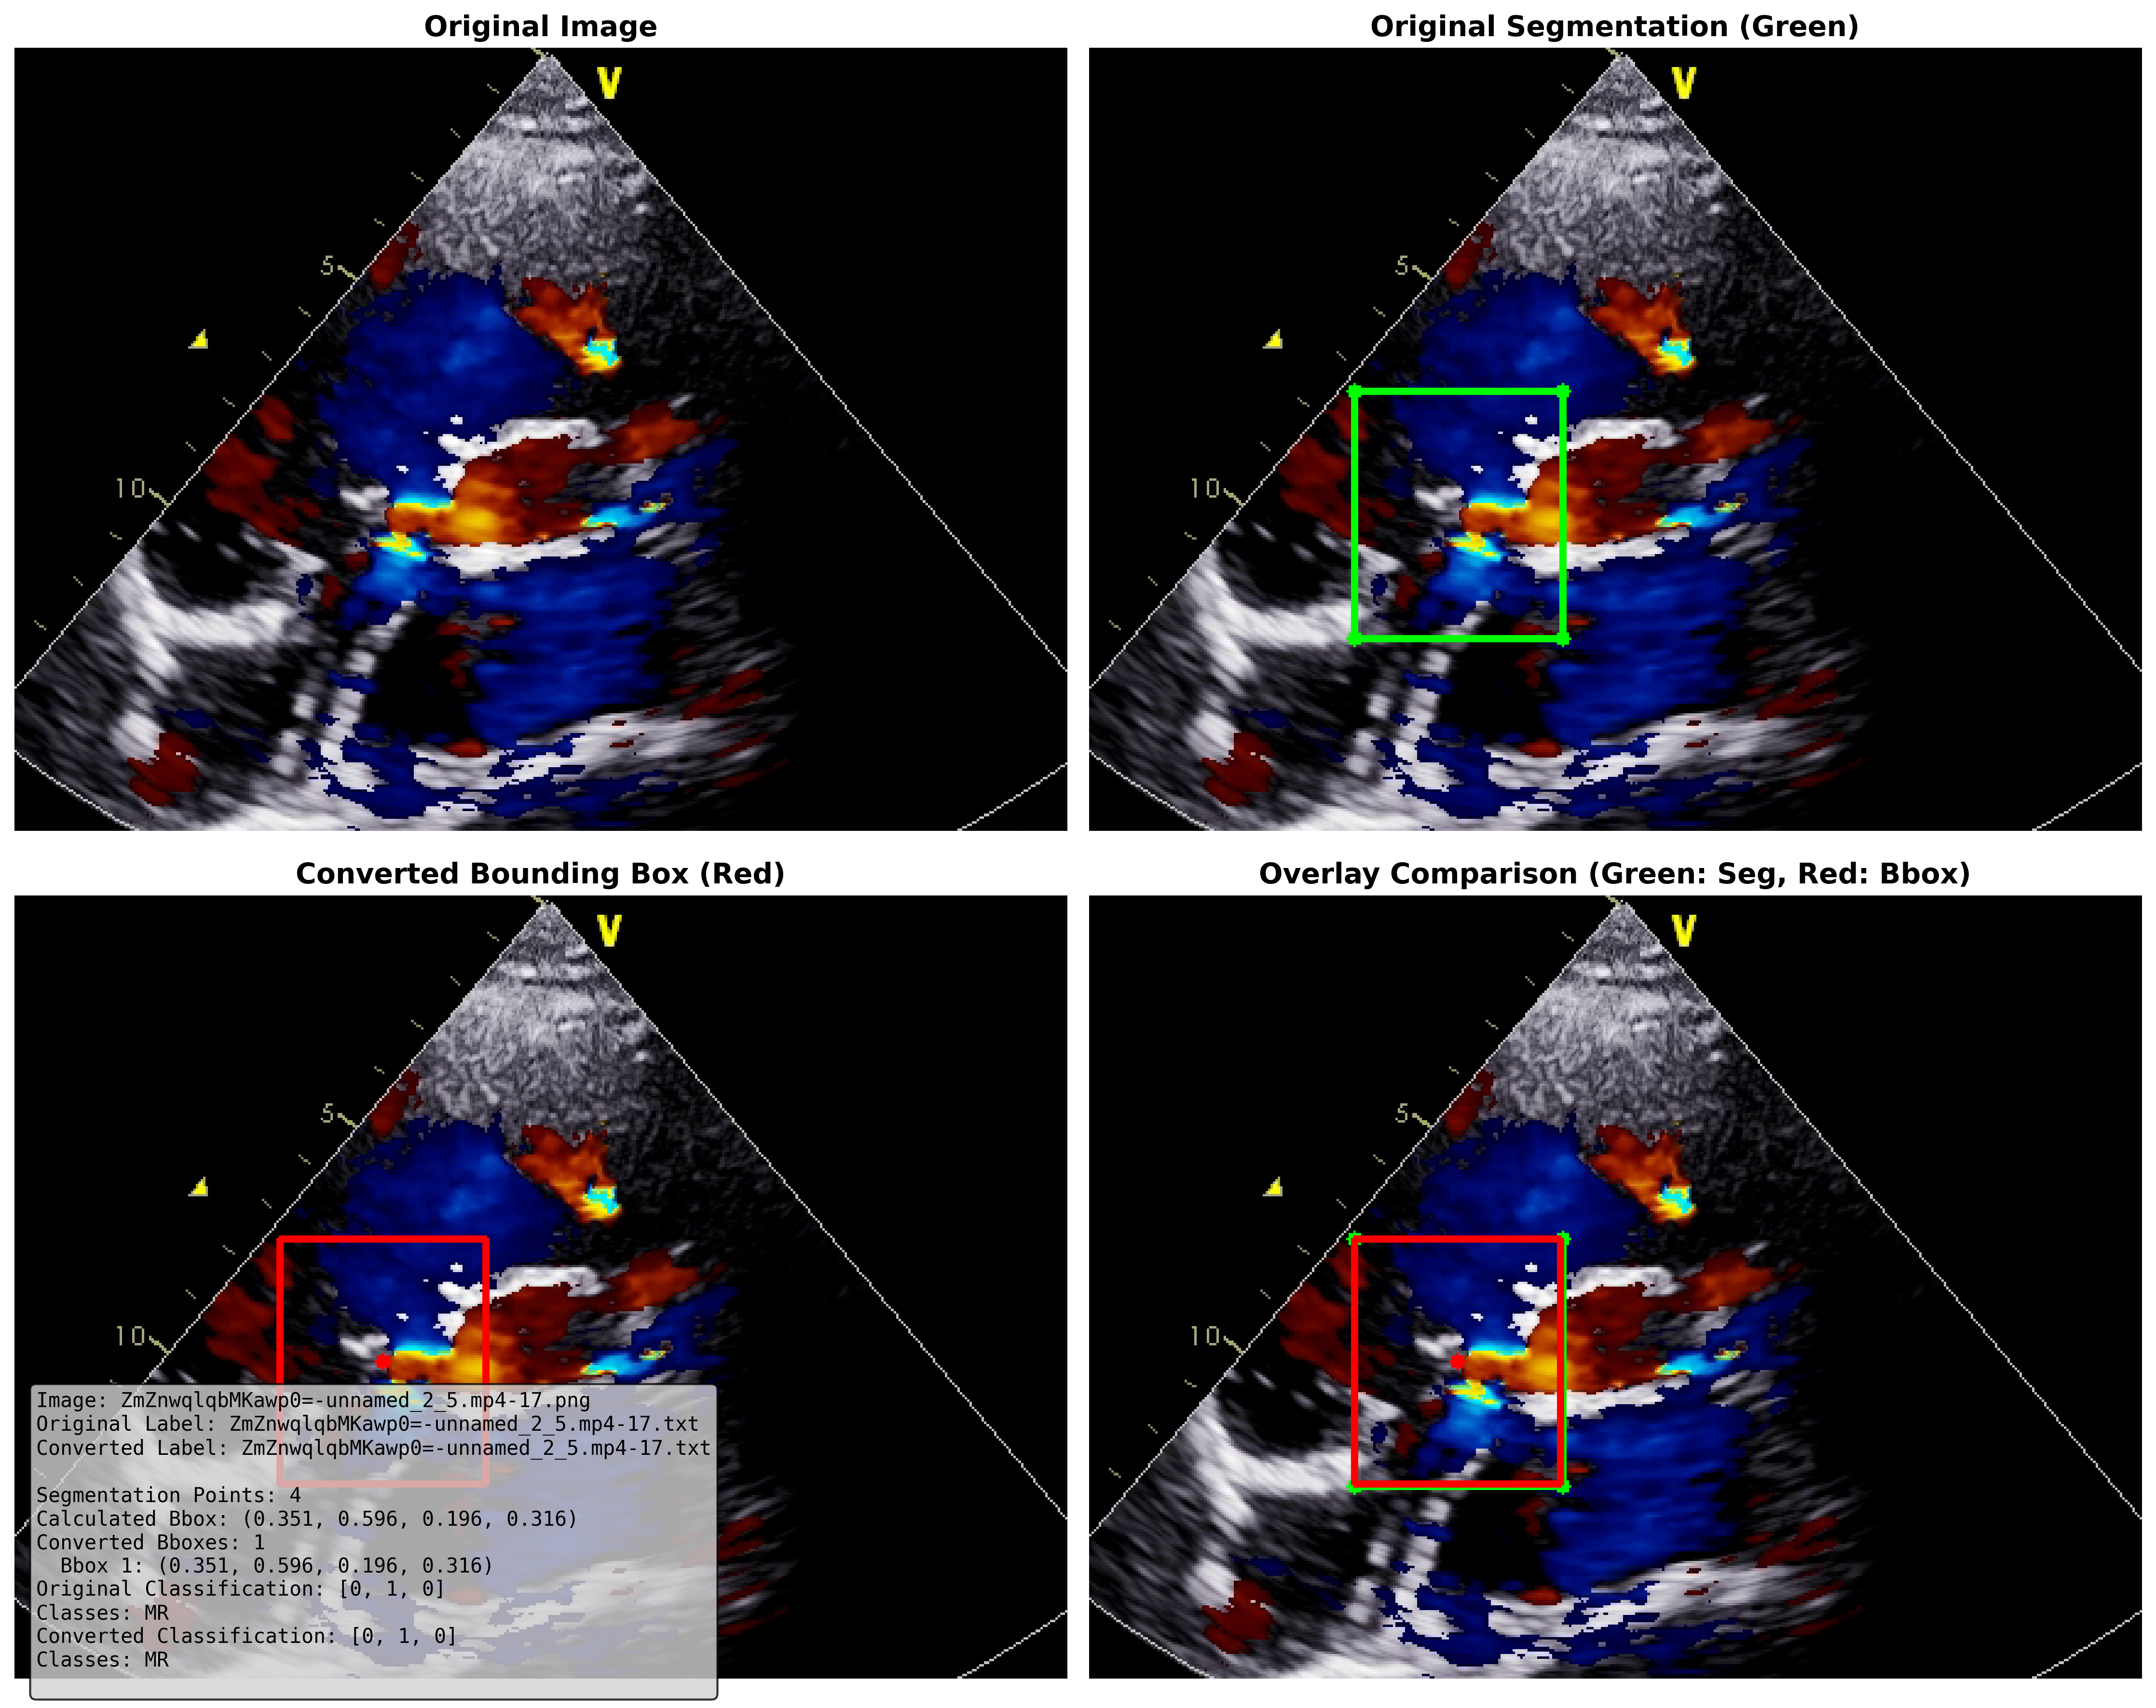 Original Image
V
5
10
Original Segmentation (Green)
V
5
10
Converted Bounding Box (Red)
V
5
10
Image: ZmZnwqlqbMKawp0=-unnamed_2_5.mp4-17.png
Original Label: ZmZnwqlqbMKawp0=-unnamed_2_5.mp4-17.txt
Converted Label: ZmZnwqlqbMKawp0=-unnamed_2_5.mp4-17.txt
Segmentation Points: 4
Calculated Bbox: (0.351, 0.596, 0.196, 0.316)
Converted Bboxes: 1
Bbox 1: (0.351, 0.596, 0.196, 0.316)
Original Classification: [0, 1, 0]
Classes: MR
Converted Classification: [0, 1, 0]
Classes: MR
Overlay Comparison (Green: Seg, Red: Bbox)
V
5
10